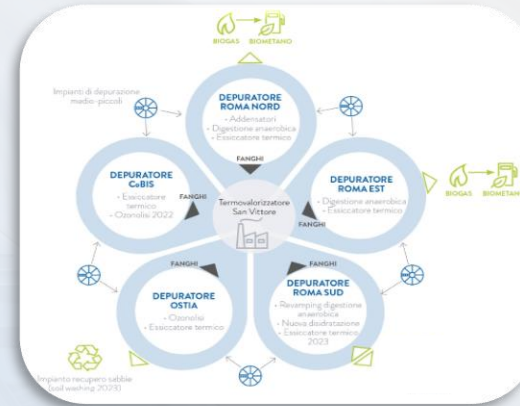 BIOGAS BIOMETANO
Impianti di depurazione
medio-piccoli
DEPURATORE
ROMA NORD
- Addensatori
- Digestione anaerobica
- Essiccatore termico
FANGHI
DEPURATORE
CoBIS
- Essiccatore
termico
- Ozonolisi 2022
FANGHI
Termovalorizzatore
San Vittore
DEPURATORE
ROMA EST
- Digestione anaerobica
- Essiccatore termico
FANGHI
BIOGAS BIOMETANO
FANGHI
DEPURATORE
OSTIA
- Ozonolisi
- Essiccatore termico
FANGHI
DEPURATORE
ROMA SUD
- Revamping digestione
anaerobica
- Nuova disidratazione
- Essiccatore termico
2023
Impianto recupero sabbie
(soil washing 2023)